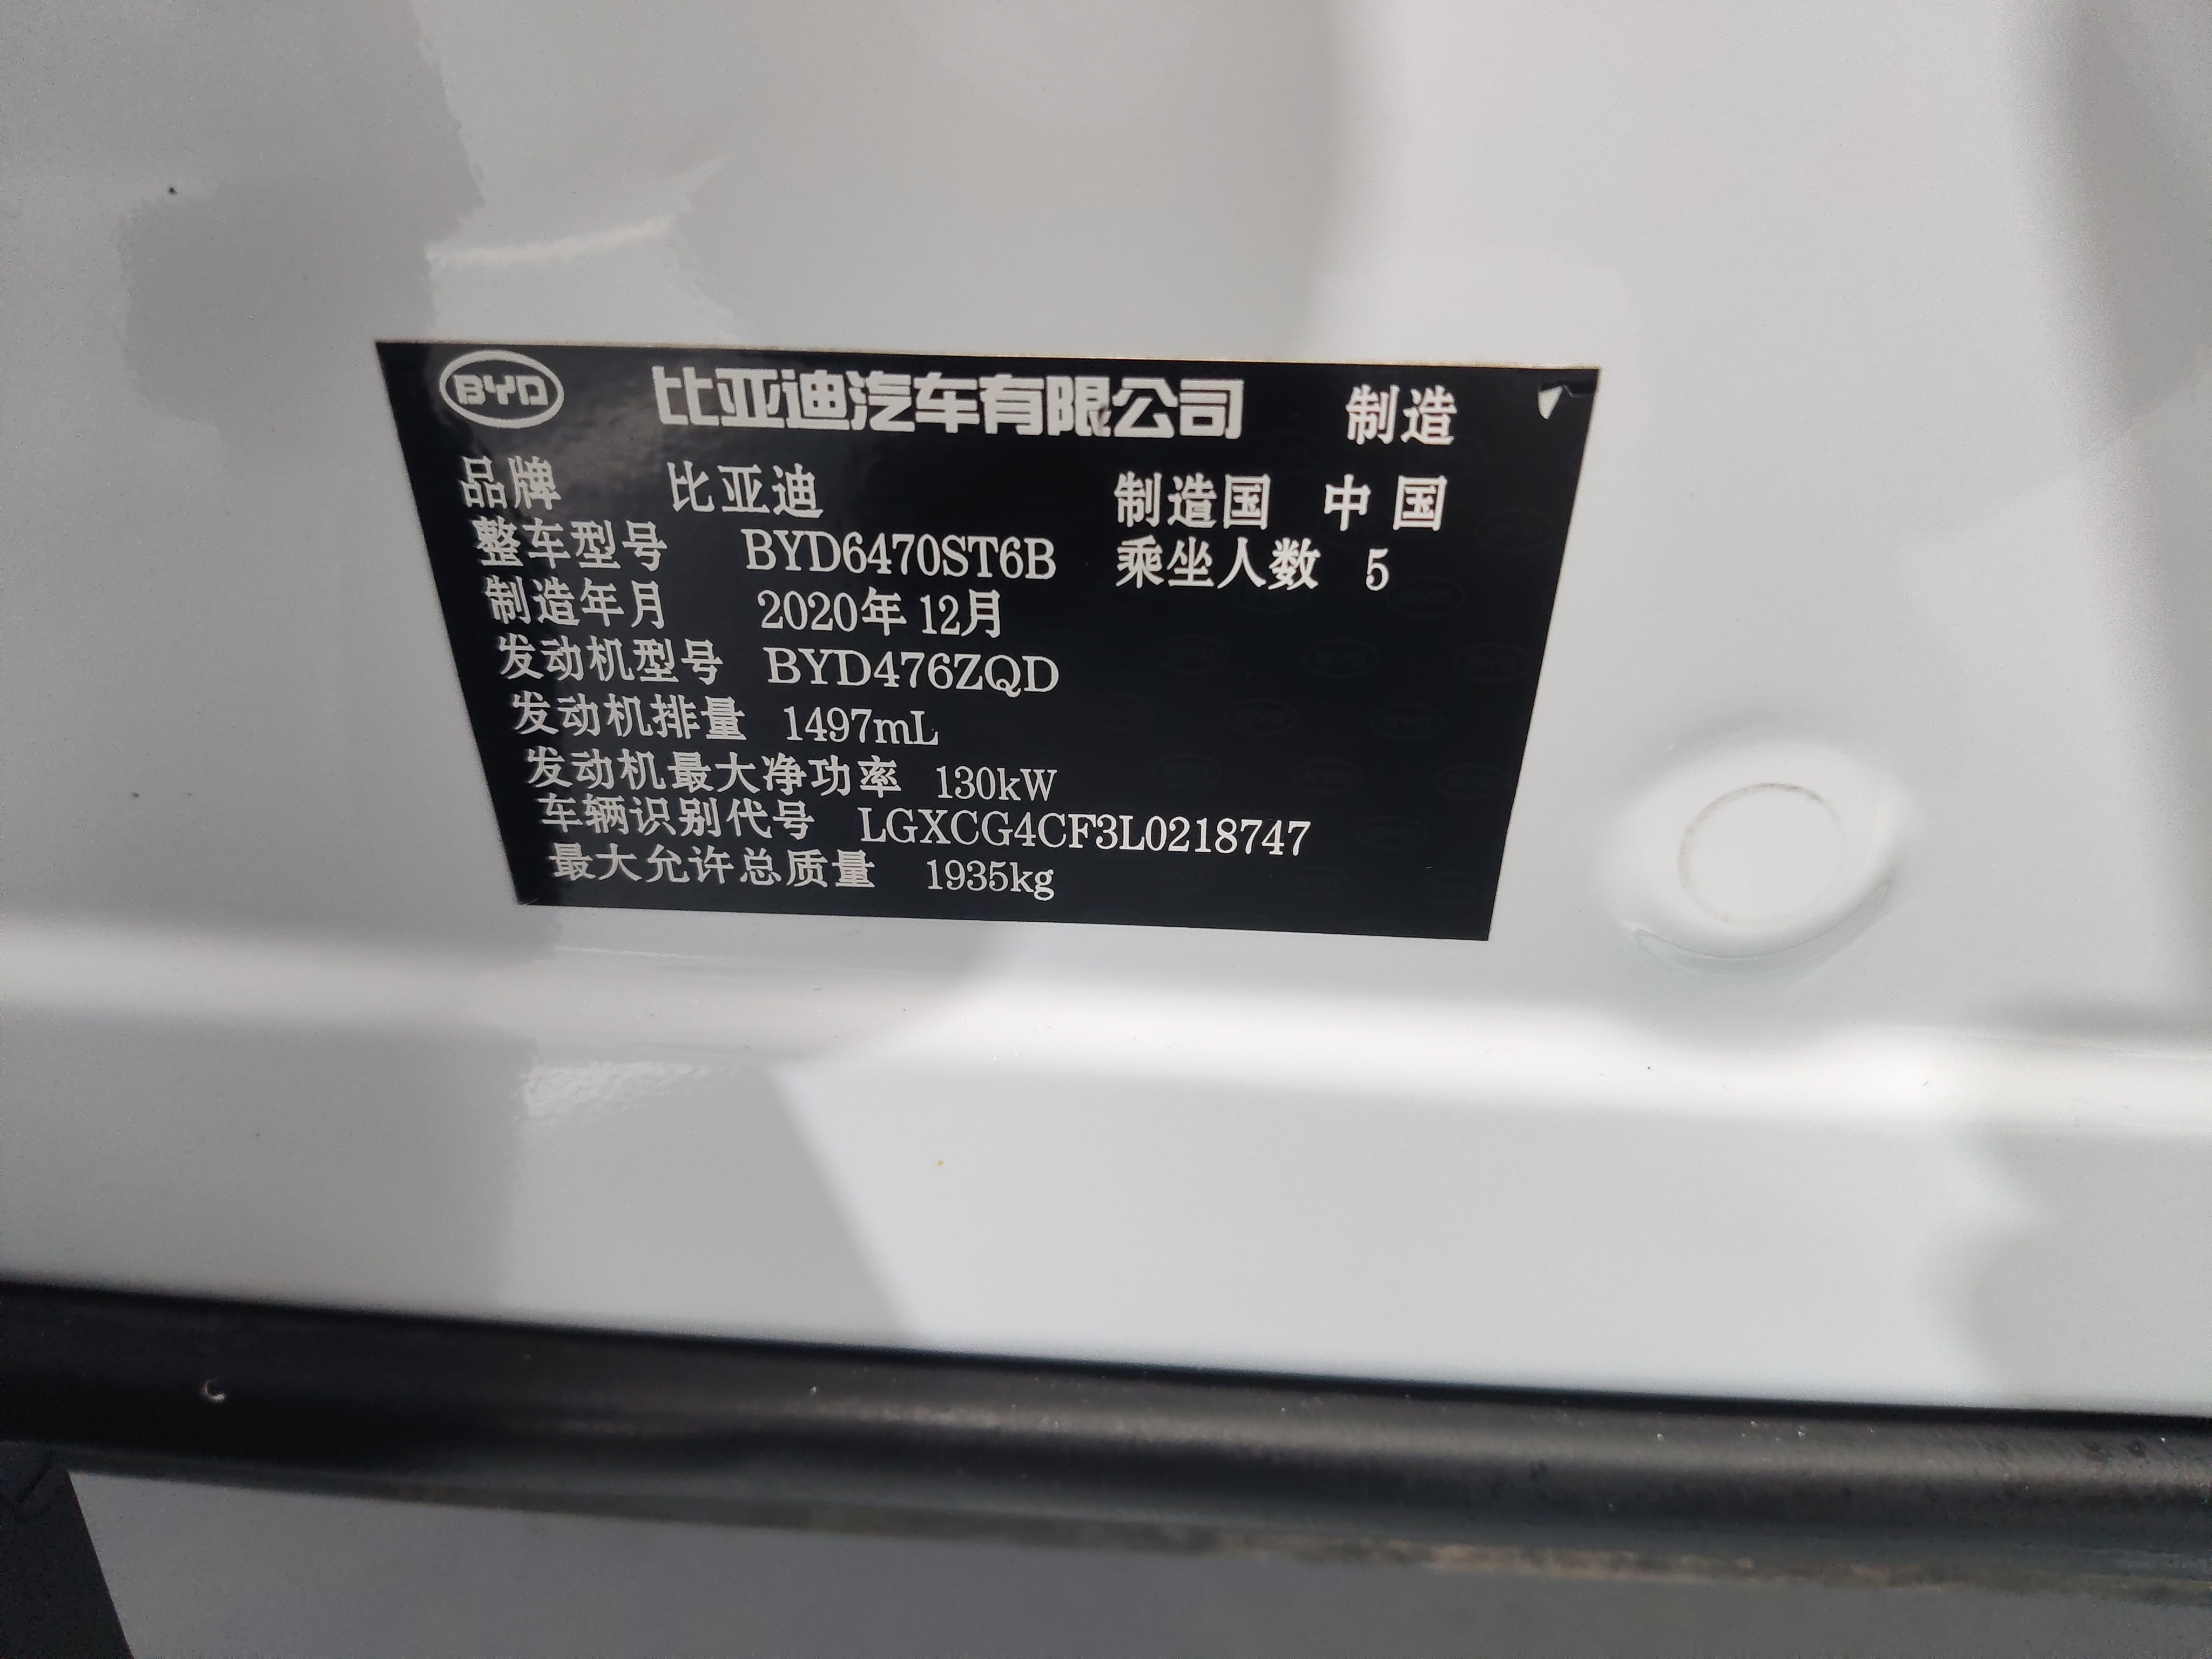 BYD 比亚迪汽车有限公司 制造
品牌 比亚迪 制造国 中国
整车型号 BYD6470ST6B 乘坐人数 5
制造年月 2020年12月
发动机型号 BYD476ZQD
发动机排量 1497mL
发动机最大净功率 130kW
车辆识别代号 LGXCG4CF3L0218747
最大允许总质量 1935kg